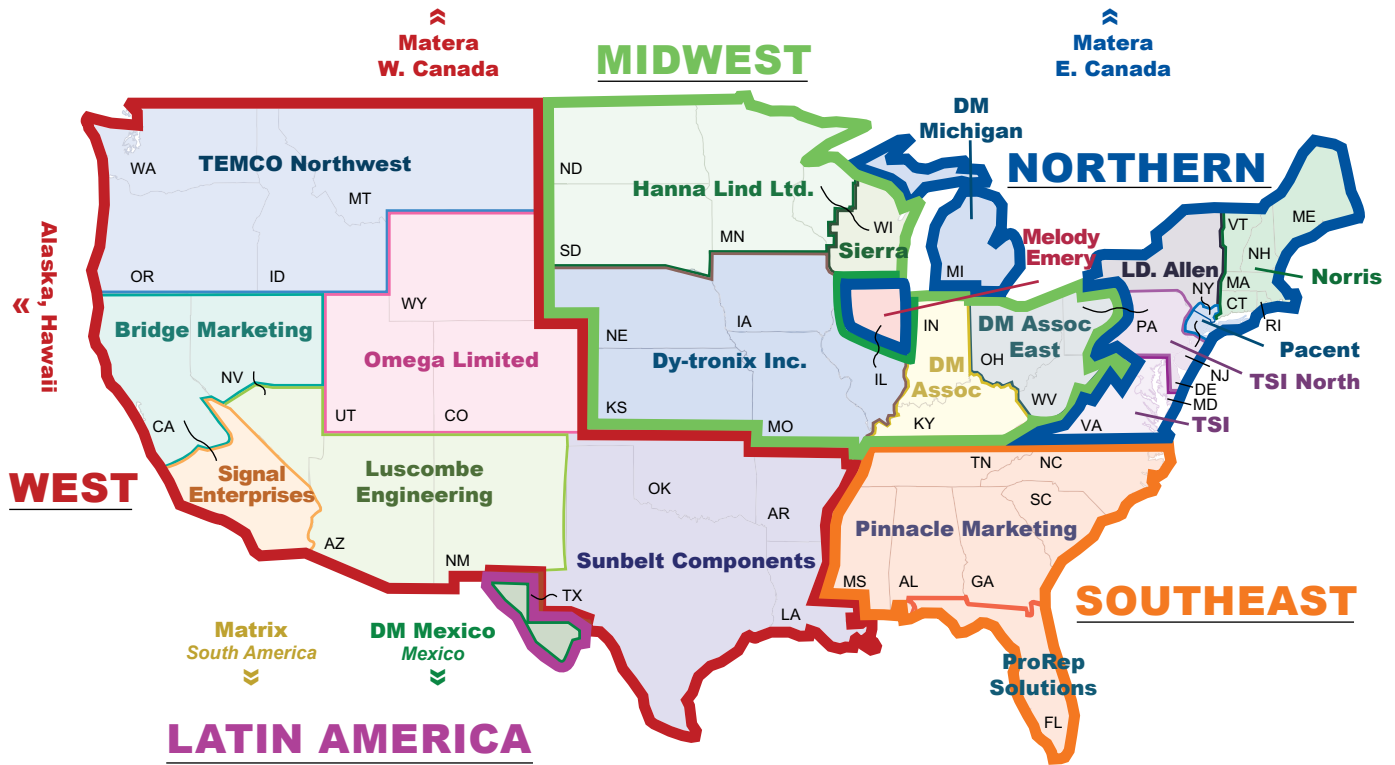 Matera
W. Canada
Matera
E. Canada
MIDWEST
DM
Michigan
NORTHERN
WA
TEMCO Northwest
MT
OR
ID
ND
Hanna Lind Ltd.
SD
MN
WI
Sierra
MI
Melody
Emery
LD. Allen
VT
ME
NH
MA
NY
CT
RI
Norris
Alaska, Hawaii
«
Bridge Marketing
NV
CA
WY
Omega Limited
UT
CO
NE
IA
Dy-tronix Inc.
KS
MO
IL
IN
DM
Assoc
KY
DM Assoc
East
OH
WV
PA
Pacent
NJ
TSI North
DE
MD
VA
TSI
WEST
Signal
Enterprises
Luscombe
Engineering
AZ
NM
OK
AR
Sunbelt Components
TX
LA
TN
NC
SC
Pinnacle Marketing
MS
AL
GA
SOUTHEAST
ProRep
Solutions
FL
Matrix
South America
DM Mexico
Mexico
LATIN AMERICA